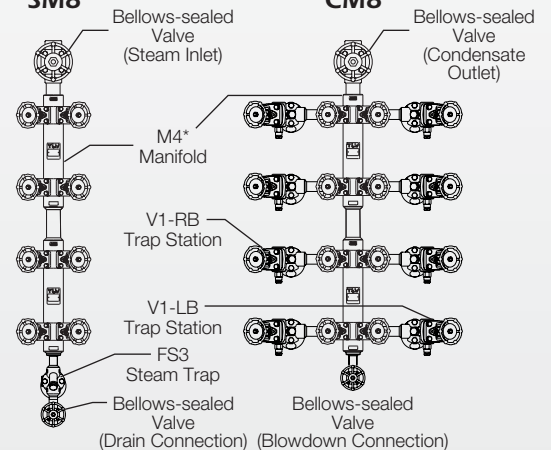 SM8
CM8
Bellows-sealed
Valve
(Steam Inlet)
Bellows-sealed
Valve
(Condensate
Outlet)
M4*
Manifold
V1-RB
Trap Station
V1-LB
Trap Station
FS3
Steam Trap
Bellows-sealed
Valve
(Drain Connection)
Bellows-sealed
Valve
(Blowdown Connection)